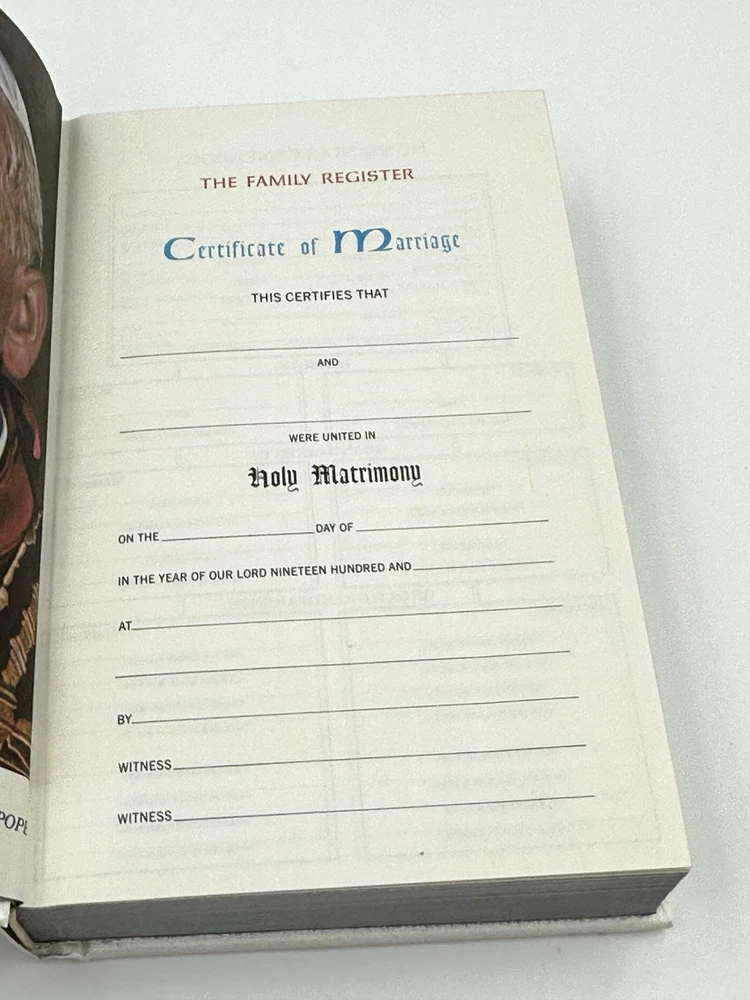 THE FAMILY REGISTER
Certificate of Marriage
THIS CERTIFIES THAT
AND
WERE UNITED IN
Holy Matrimony
ON THE DAY OF
IN THE YEAR OF OUR LORD NINETEEN HUNDRED AND
AT
BY
WITNESS
WITNESS
POPE